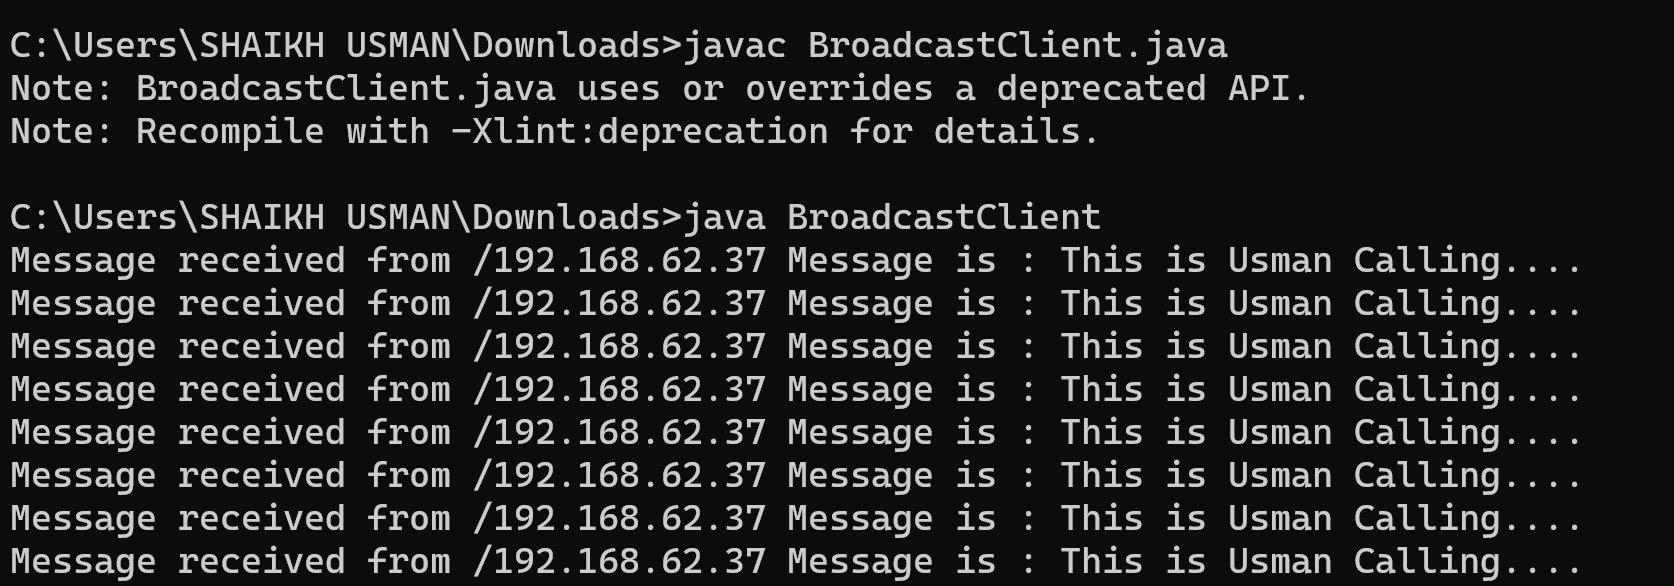 C:\Users\SHAIKH USMAN\Downloads>javac BroadcastClient.java
Note: BroadcastClient.java uses or overrides a deprecated API.
Note: Recompile with -Xlint:deprecation for details.
C:\Users\SHAIKH USMAN\Downloads>java BroadcastClient
Message received from /192.168.62.37 Message is : This is Usman Calling....
Message received from /192.168.62.37 Message is : This is Usman Calling....
Message received from /192.168.62.37 Message is : This is Usman Calling....
Message received from /192.168.62.37 Message is : This is Usman Calling....
Message received from /192.168.62.37 Message is : This is Usman Calling....
Message received from /192.168.62.37 Message is : This is Usman Calling....
Message received from /192.168.62.37 Message is : This is Usman Calling....
Message received from /192.168.62.37 Message is : This is Usman Calling....